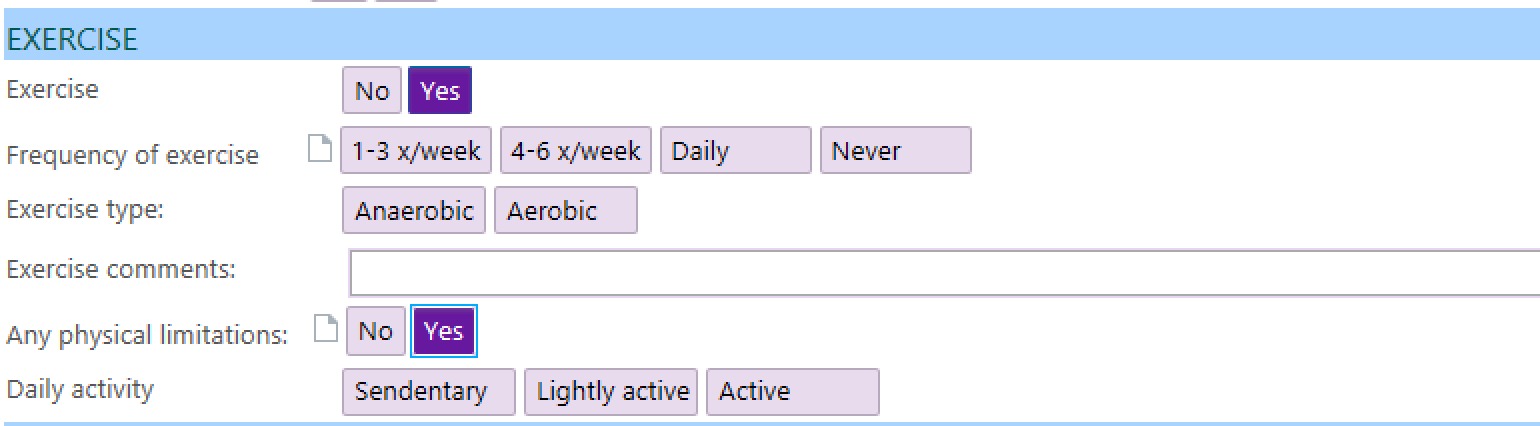 EXERCISE
Exercise No Yes
Frequency of exercise 1-3 x/week 4-6 x/week Daily Never
Exercise type: Anaerobic Aerobic
Exercise comments:
Any physical limitations: No Yes
Daily activity Sendentary Lightly active Active